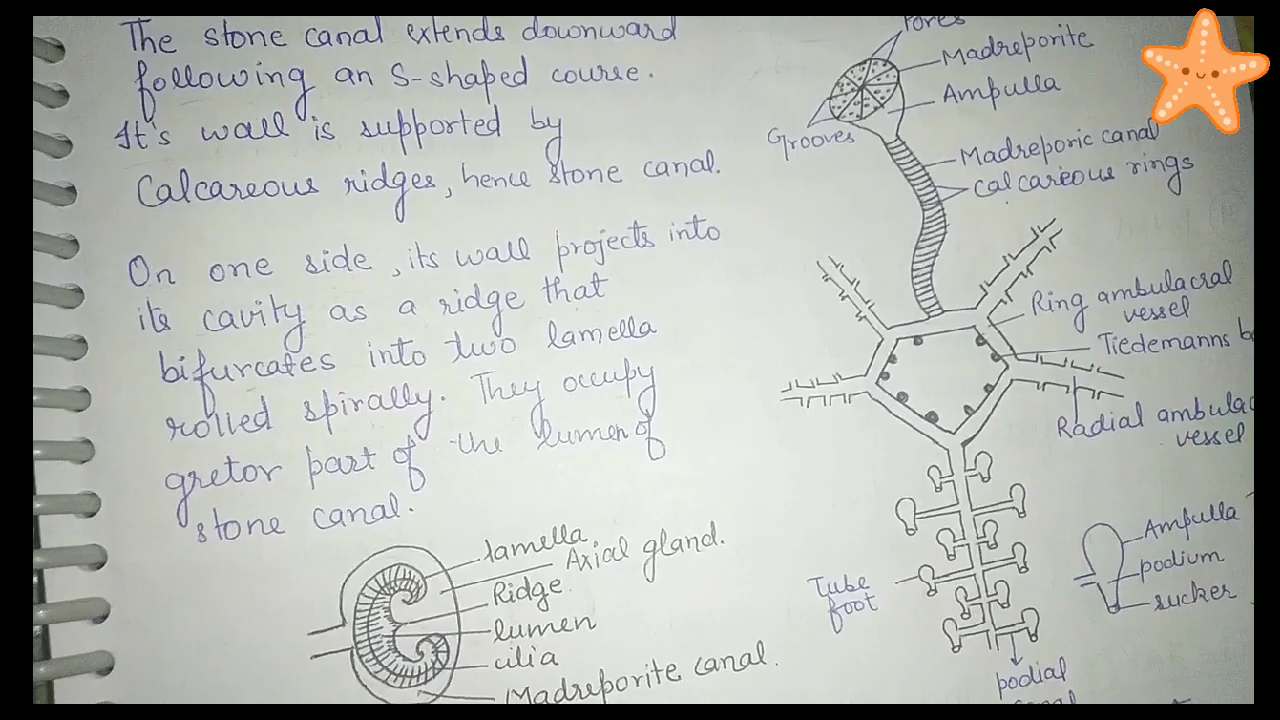 The stone canal extends downward
following an S-shaped course.
It's wall is supported by
Calcareous ridges, hence stone canal.
On one side, its wall projects into
its cavity as a ridge that
bifurcates into two lamella
rolled spirally. They occupy
gretor part of the lumen of
stone canal.
lamella
Axial gland.
Ridge
lumen
cilia
Madreporite canal.
Pores
Madreporite
Ampulla
Grooves
Madreporic canal
Calcareous rings
Ring ambulacral
vessel
Tiedemanns b
Radial ambulac
vessel
Ampulla
podium
sucker
Tube
foot
podial